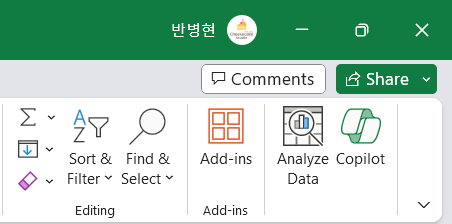 반병현
Comments
Share
Sort &
Filter
Find &
Select
Add-ins
Analyze
Data
Copilot
Editing
Add-ins